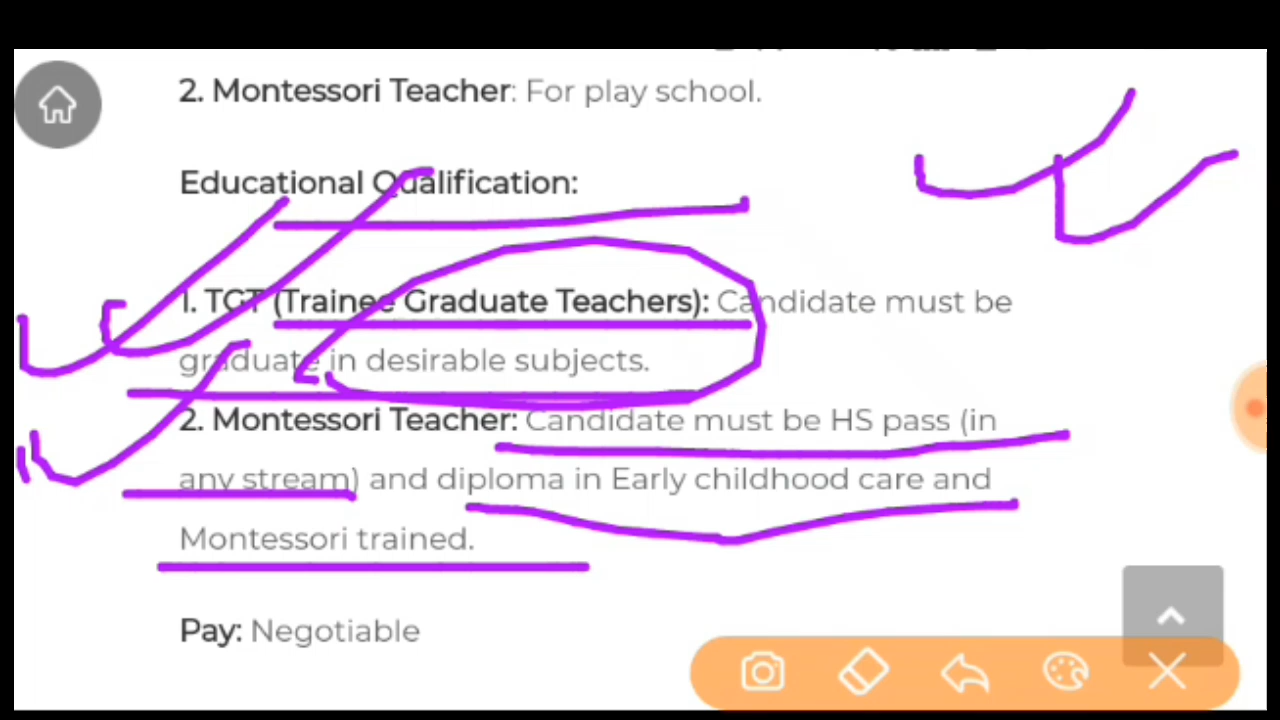 2. Montessori Teacher: For play school.
Educational Qualification:
1. TGT (Trainee Graduate Teachers): Candidate must be
graduate in desirable subjects.
2. Montessori Teacher: Candidate must be HS pass (in
any stream) and diploma in Early childhood care and
Montessori trained.
Pay: Negotiable